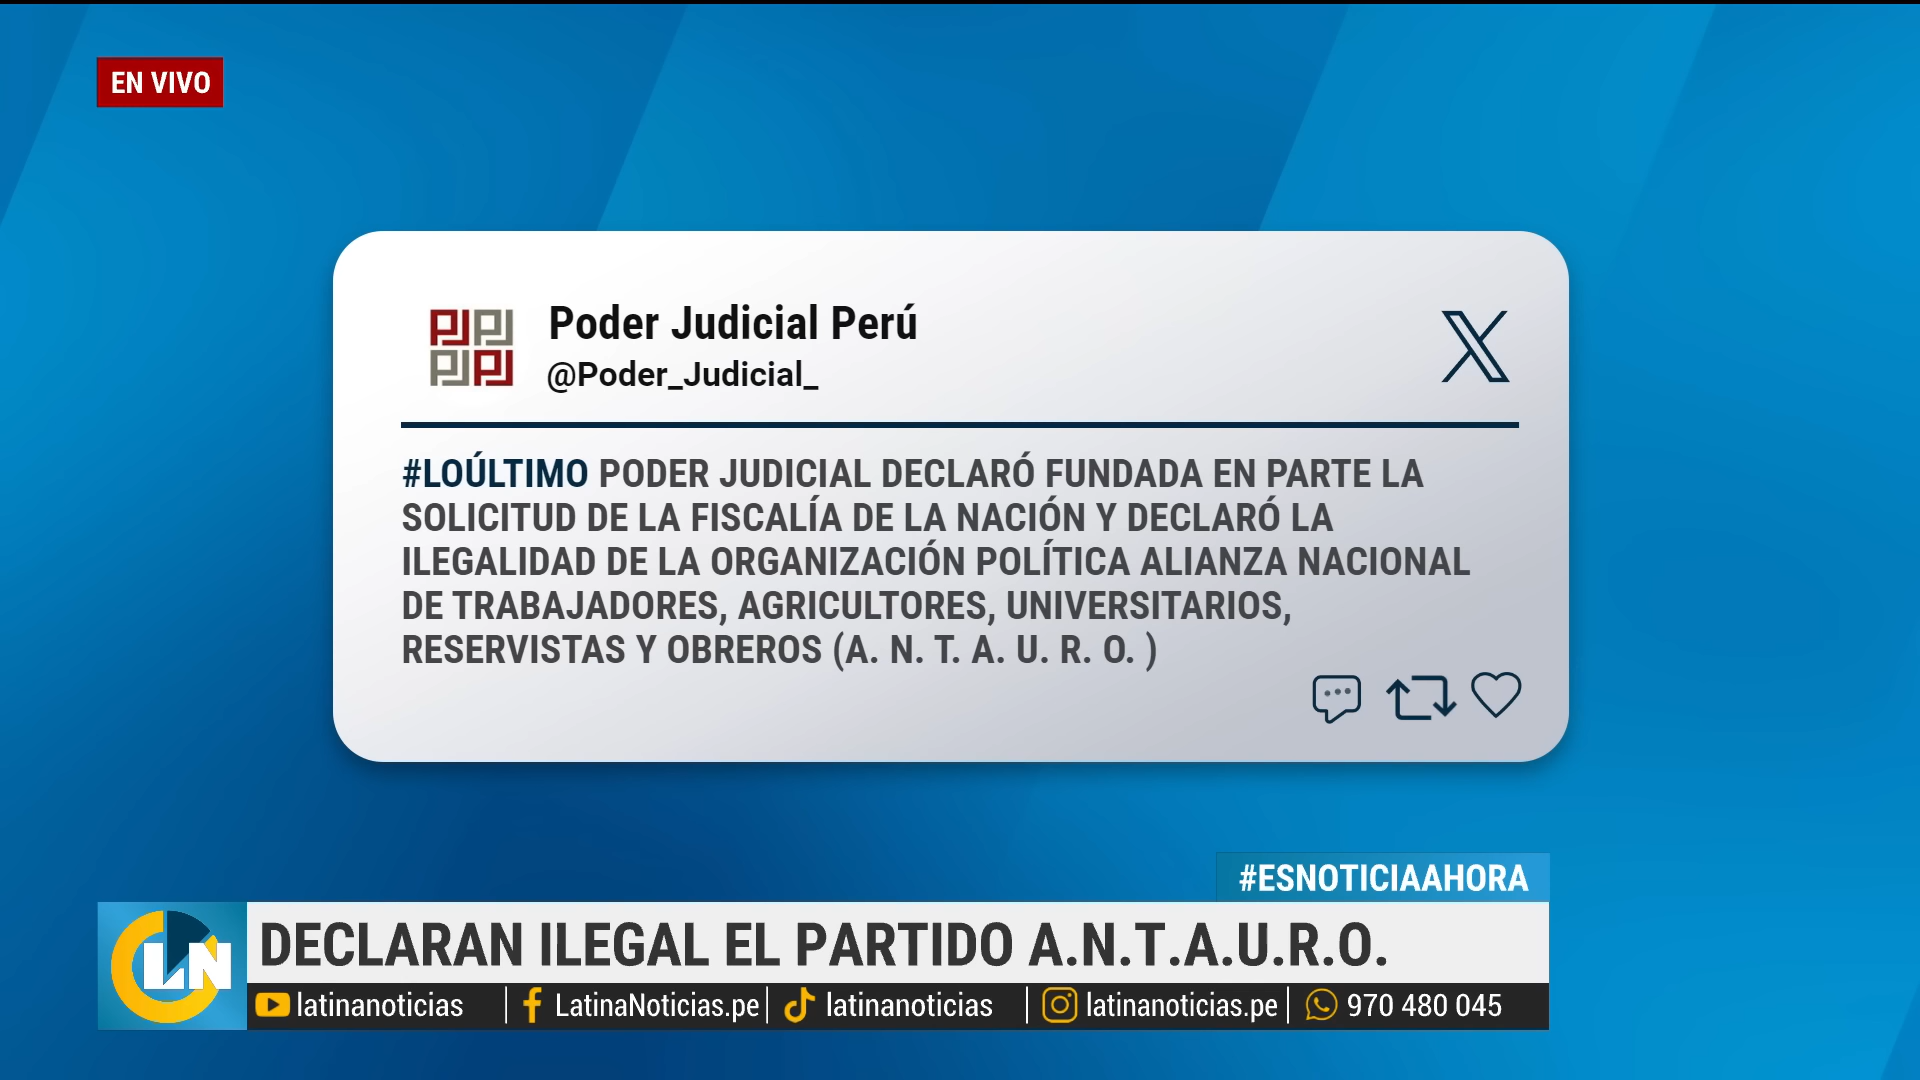 EN VIVO
Poder Judicial Perú
@Poder_Judicial_
#LOÚLTIMO PODER JUDICIAL DECLARÓ FUNDADA EN PARTE LA
SOLICITUD DE LA FISCALÍA DE LA NACIÓN Y DECLARÓ LA
ILEGALIDAD DE LA ORGANIZACIÓN POLÍTICA ALIANZA NACIONAL
DE TRABAJADORES, AGRICULTORES, UNIVERSITARIOS,
RESERVISTAS Y OBREROS (A. N. T. A. U. R. O. )
#ESNOTICIAAHORA
LN
DECLARAN ILEGAL EL PARTIDO A.N.T.A.U.R.O.
latinanoticias | LatinaNoticias.pe | latinanoticias | latinanoticias.pe | 970 480 045